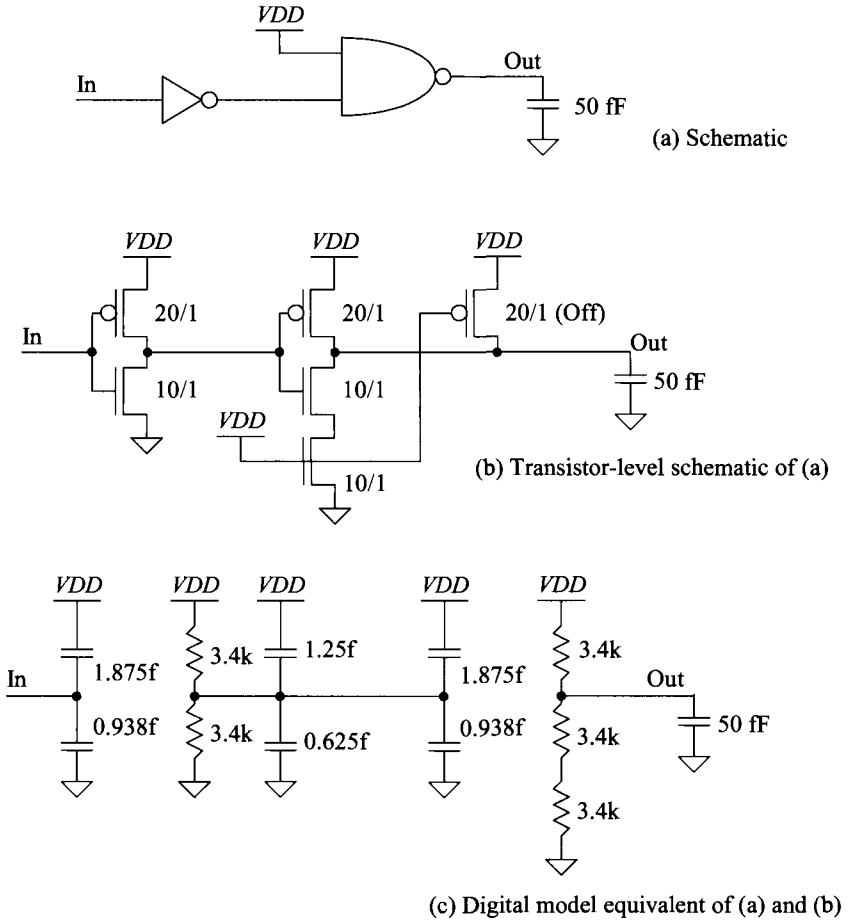 VDD
Out
In
50 fF
(a) Schematic
VDD
VDD
VDD
20/1
20/1
20/1 (Off)
In
Out
10/1
10/1
50 fF
VDD
10/1
(b) Transistor-level schematic of (a)
VDD
VDD
VDD
VDD
VDD
In
1.875f
3.4k
1.25f
1.875f
3.4k
Out
0.938f
3.4k
0.625f
0.938f
3.4k
50 fF
3.4k
(c) Digital model equivalent of (a) and (b)